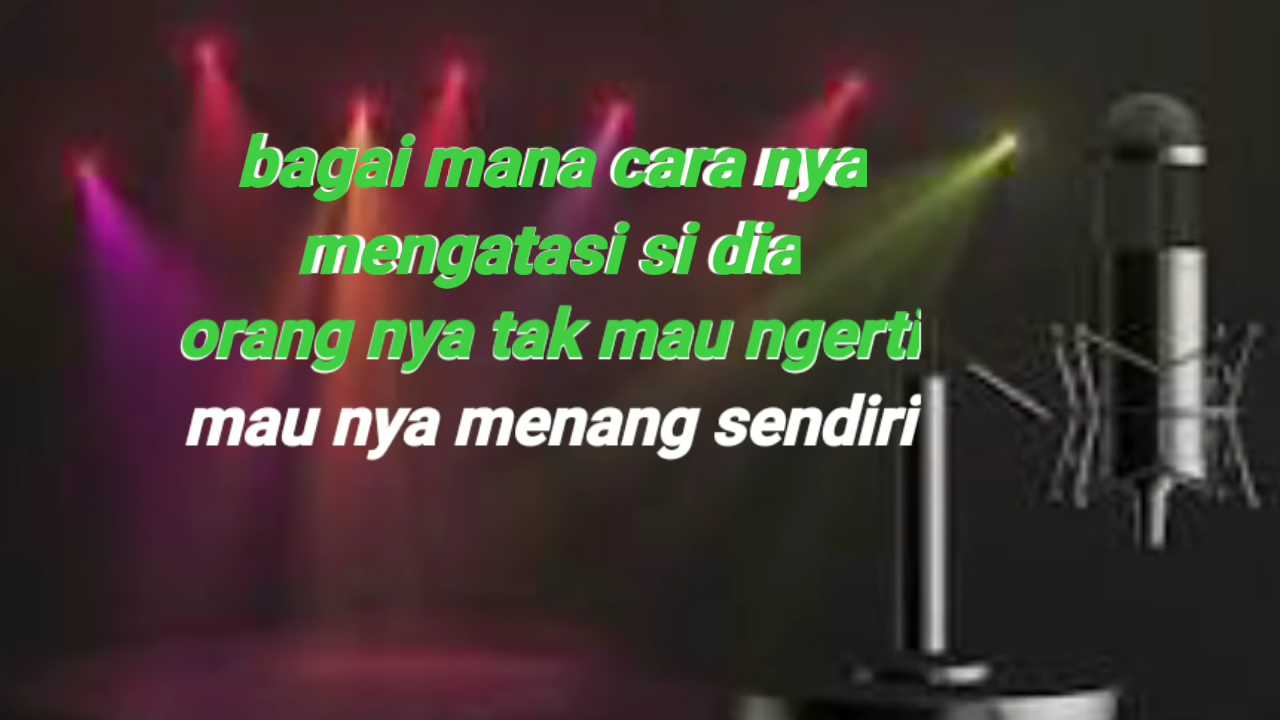 bagai mana cara nya
mengatasi si dia
orang nya tak mau ngerti
mau nya menang sendiri